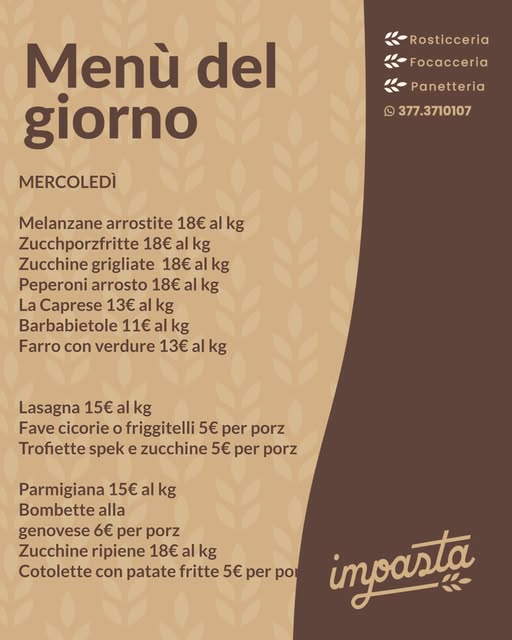 Menù del
giorno
Rosticceria
Focacceria
Panetteria
377.3710107
MERCOLEDÌ
Melanzane arrostite 18€ al kg
Zucchporzfritte 18€ al kg
Zucchine grigliate 18€ al kg
Peperoni arrosto 18€ al kg
La Caprese 13€ al kg
Barbabietole 11€ al kg
Farro con verdure 13€ al kg
Lasagna 15€ al kg
Fave cicorie o friggitelli 5€ per porz
Trofiette spek e zucchine 5€ per porz
Parmigiana 15€ al kg
Bombette alla
genovese 6€ per porz
Zucchine ripiene 18€ al kg
Cotolette con patate fritte 5€ per por
impasta